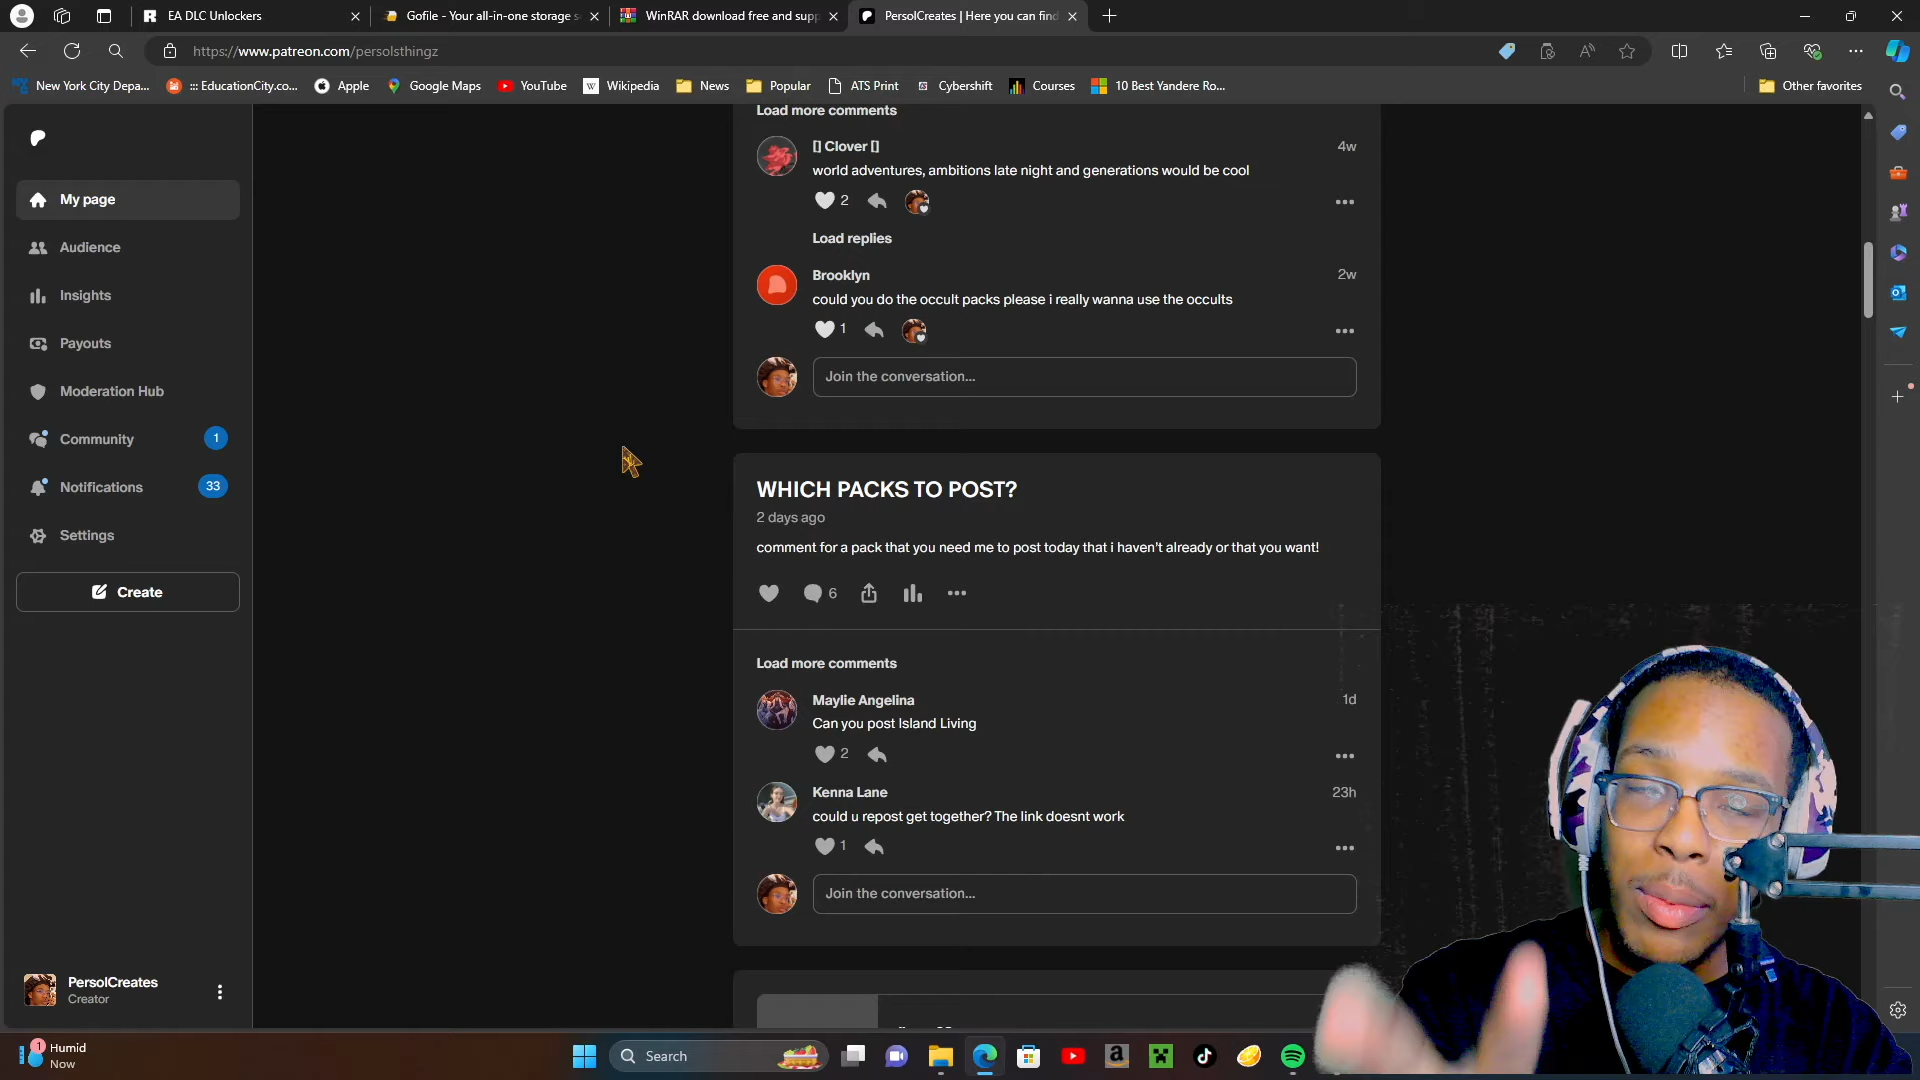 EA DLC Unlockers
Gofile - Your all-in-one storage s
WinRAR download free and supp
PersolCreates | Here you can find
https://www.patreon.com/persolsthingz
New York City Depa...
::: EducationCity.co...
Apple
Google Maps
YouTube
Wikipedia
News
Popular
ATS Print
Cybershift
Courses
10 Best Yandere Ro...
Other favorites
My page
Audience
Insights
Payouts
Moderation Hub
Community
1
Notifications
33
Settings
Create
PersolCreates
Creator
Load more comments
[] Clover []
4w
world adventures, ambitions late night and generations would be cool
2
Load replies
Brooklyn
2w
could you do the occult packs please i really wanna use the occults
1
Join the conversation...
WHICH PACKS TO POST?
2 days ago
comment for a pack that you need me to post today that i haven't already or that you want!
6
Load more comments
Maylie Angelina
1d
Can you post Island Living
2
Kenna Lane
23h
could u repost get together? The link doesnt work
1
Join the conversation...
1
Humid
Now
Search